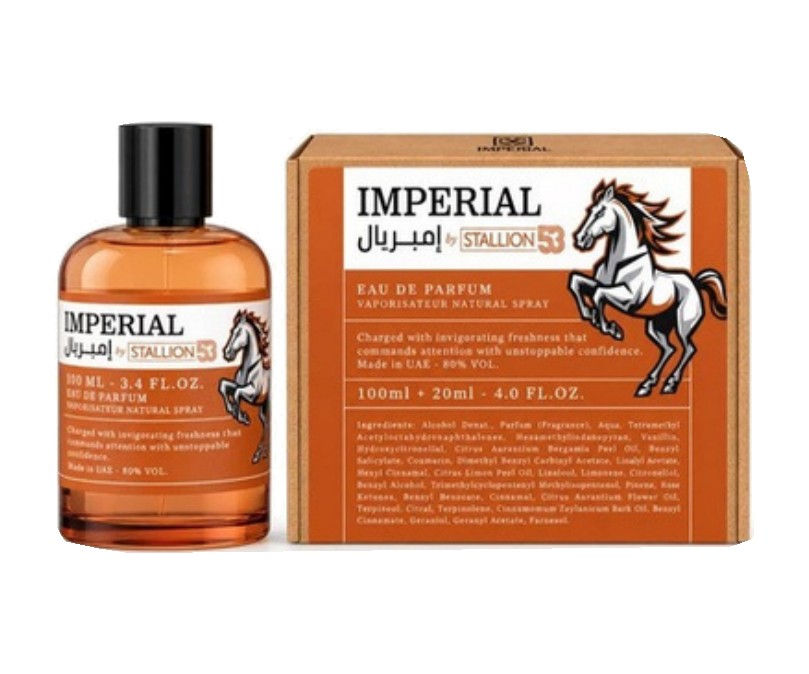 IMPERIAL
إمبـريال by STALLION 53
100 ML - 3.4 FL.OZ.
EAU DE PARFUM
VAPORISATEUR NATURAL SPRAY
Charged with invigorating freshness that
commands attention with unstoppable
confidence.
Made in UAE - 80% VOL.
IMPERIAL
IMPERIAL
إمبـريال by STALLION 53
EAU DE PARFUM
VAPORISATEUR NATURAL SPRAY
Charged with invigorating freshness that
commands attention with unstoppable confidence.
Made in UAE - 80% VOL.
100ml + 20ml - 4.0 FL.OZ.
Ingredients: Alcohol Denat., Parfum (Fragrance), Aqua, Tetramethyl
Acetyloctahydronaphthalenes, Hexamethylindanopyran, Vanillin,
Hydroxycitronellal, Citrus Aurantium Bergamia Peel Oil, Benzyl
Salicylate, Coumarin, Dimethyl Benzyl Carbinyl Acetate, Linalyl Acetate,
Hexyl Cinnamal, Citrus Limon Peel Oil, Linalool, Limonene, Citronellol,
Benzyl Alcohol, Trimethylcyclopentenyl Methylisopentenol, Pinene, Rose
Ketones, Benzyl Benzoate, Cinnamal, Citrus Aurantium Flower Oil,
Terpineol, Citral, Terpinolene, Cinnamomum Zeylanicum Bark Oil, Benzyl
Cinnamate, Geraniol, Geranyl Acetate, Farnesol.